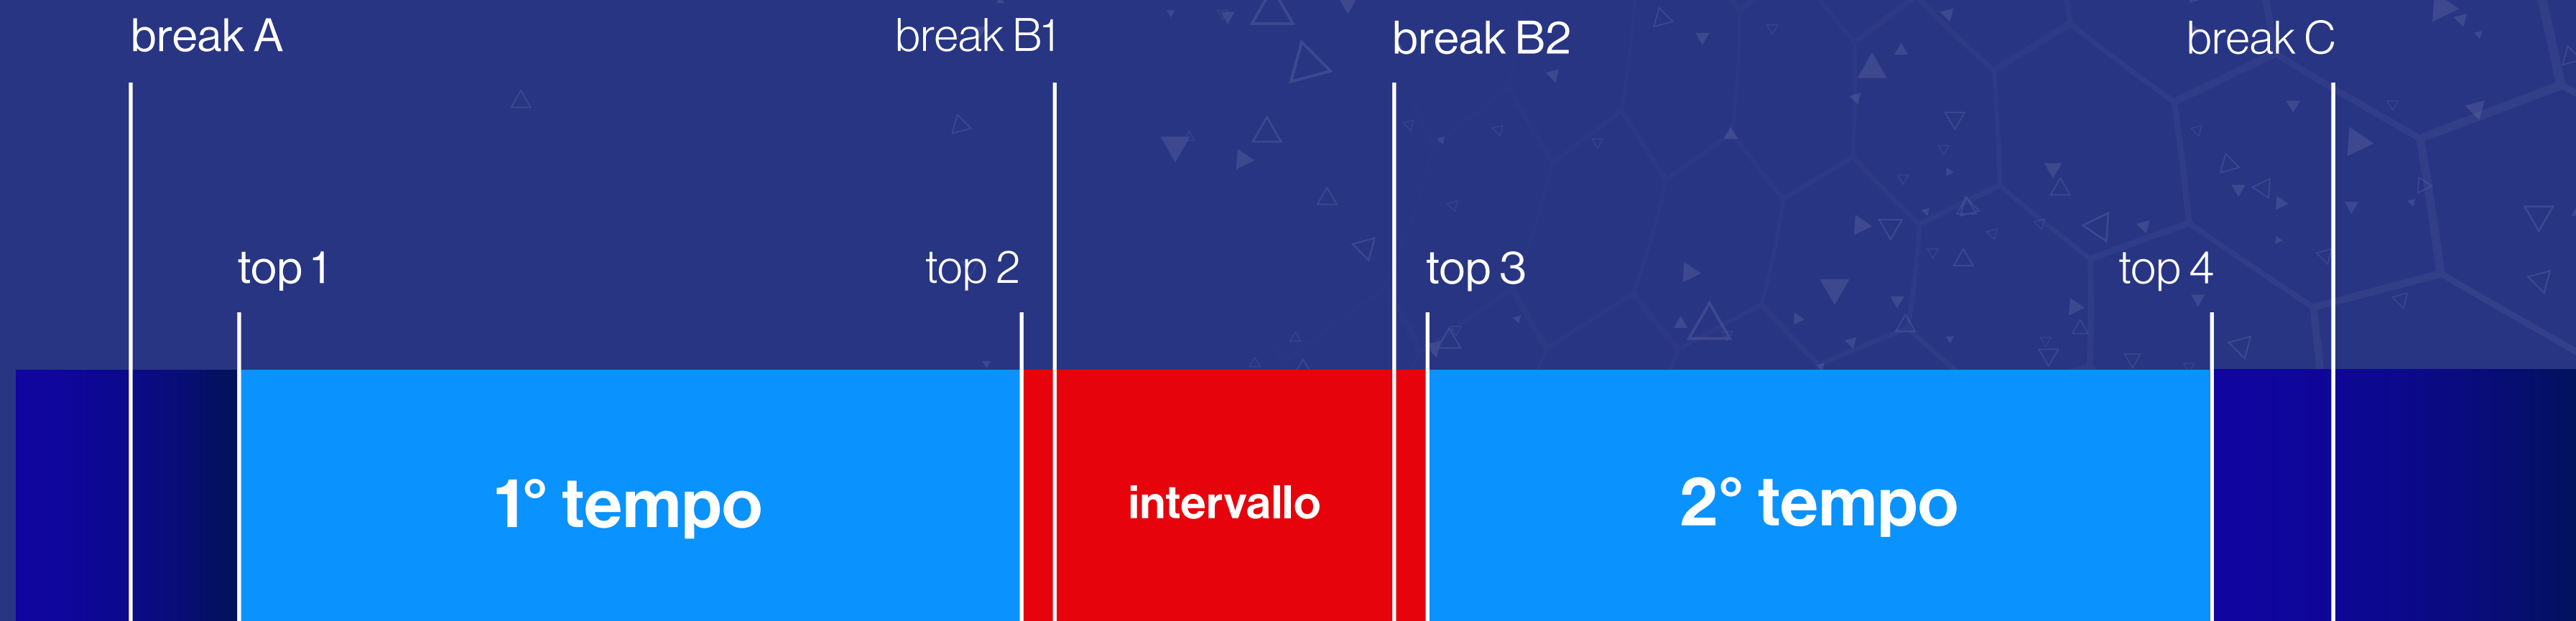 break A
break B1
break B2
break C
top 1
top 2
top 3
top 4
1° tempo
intervallo
2° tempo